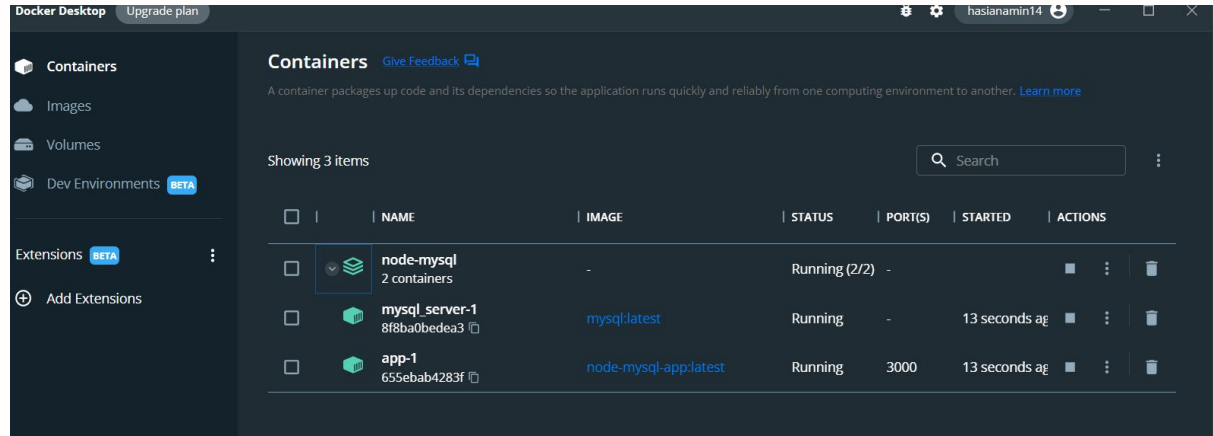 Docker Desktop Upgrade plan hasianamin14
Containers
Images
Volumes
Dev Environments BETA
Extensions BETA
Add Extensions
Containers Give Feedback
A container packages up code and its dependencies so the application runs quickly and reliably from one computing environment to another. Learn more
Showing 3 items Search
NAME IMAGE STATUS PORT(S) STARTED ACTIONS
node-mysql
2 containers - Running (2/2) -
mysql_server-1
8f8ba0bedea3 mysql:latest Running - 13 seconds ag
app-1
655ebab4283f node-mysql-app:latest Running 3000 13 seconds ag